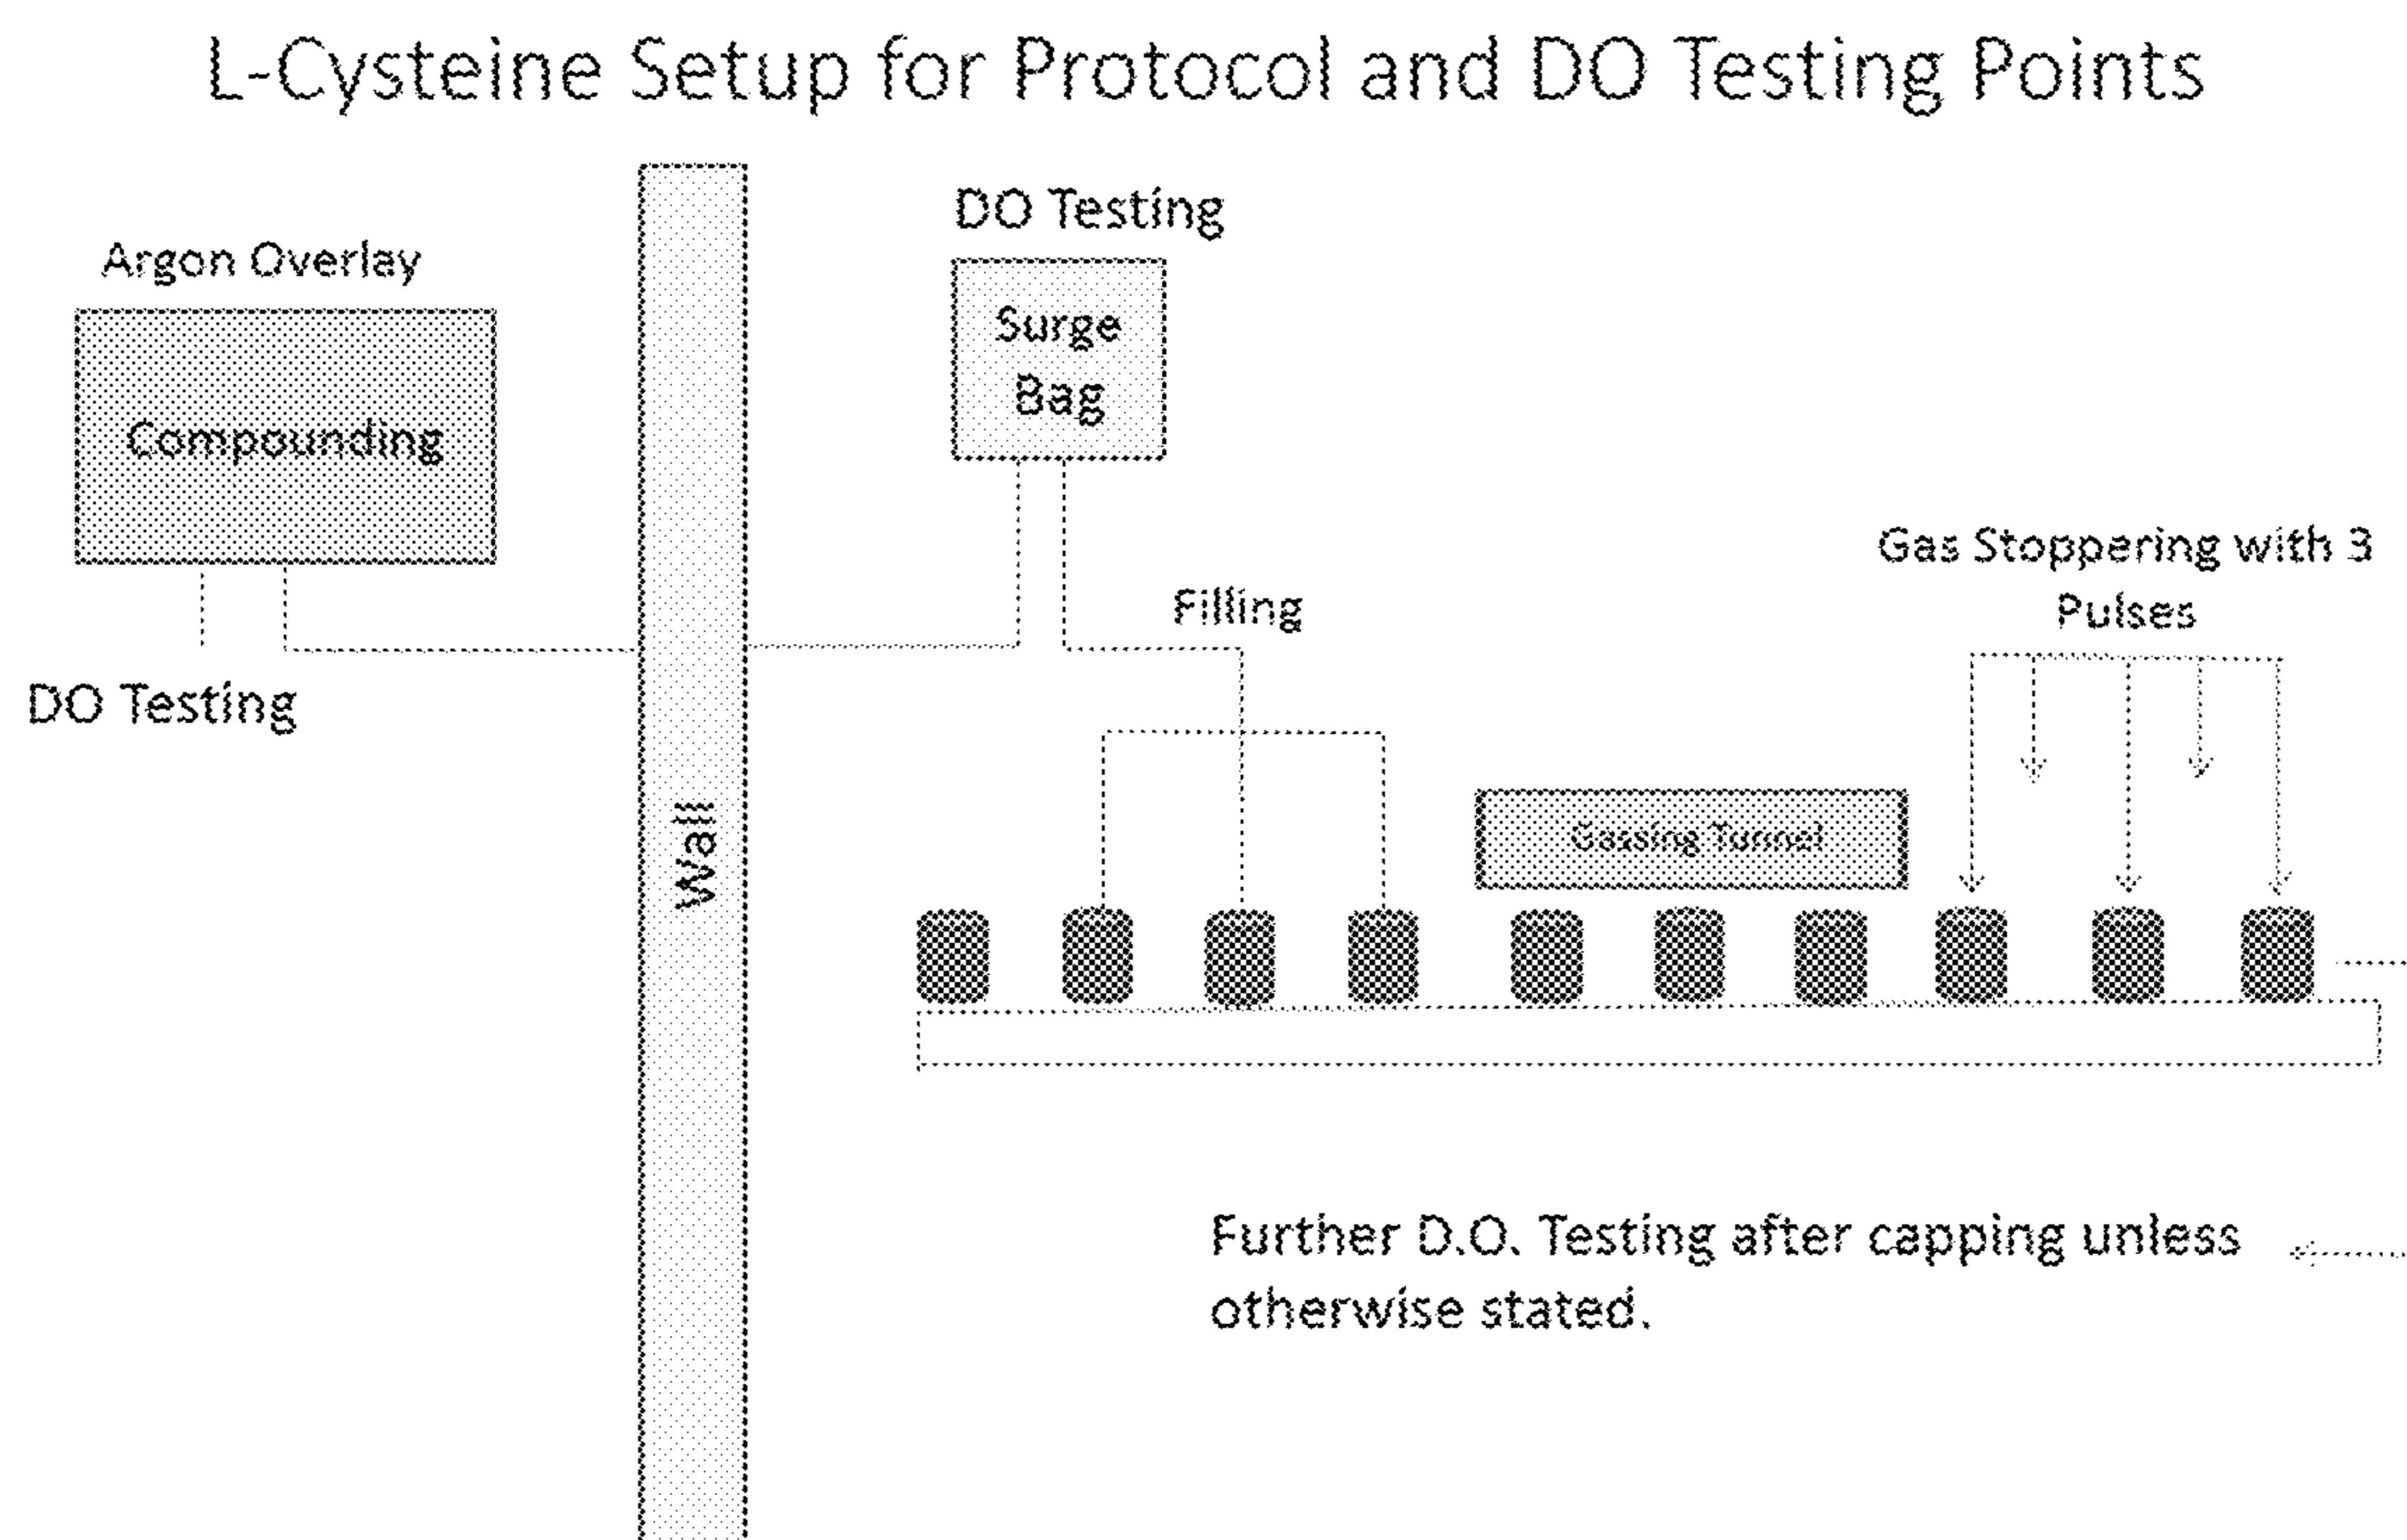 L-Cysteine Setup for Protocol and DO Testing Points
Argon Overlay
Compounding
DO Testing
Wall
DO Testing
Surge
Bag
Filling
Gassing Tunnel
Gas Stoppering with 3
Pulses
Further D.O. Testing after capping unless
otherwise stated.